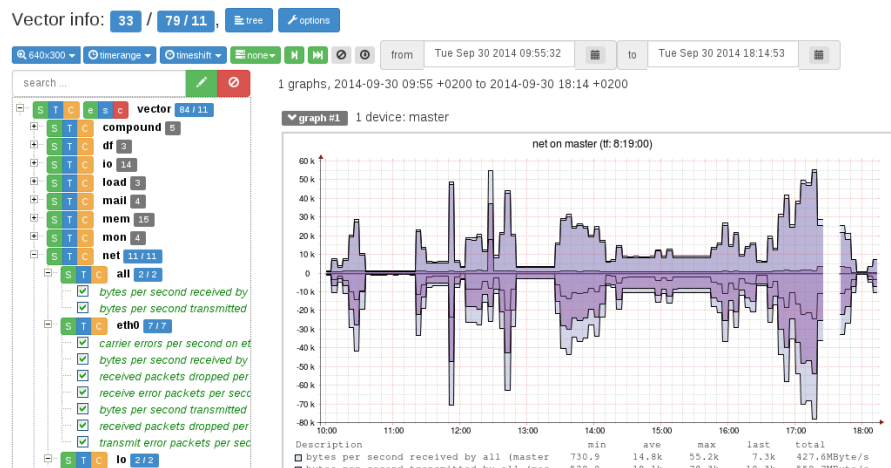 Vector info: 33 / 79 / 11 , tree options
640x300 timerange timeshift none from Tue Sep 30 2014 09:55:32 to Tue Sep 30 2014 18:14:53
search ...
1 graphs, 2014-09-30 09:55 +0200 to 2014-09-30 18:14 +0200
S T C e s c vector 84 / 11
S T C compound 5
S T C df 3
S T C io 14
S T C load 3
S T C mail 4
S T C mem 15
S T C mon 4
S T C net 11 / 11
S T C all 2 / 2
bytes per second received by
bytes per second transmitted
S T C eth0 7 / 7
carrier errors per second on et
bytes per second received by
received packets dropped per
receive error packets per sec
bytes per second transmitted
received packets dropped per
transmit error packets per sec
S T C lo 2 / 2
graph #1 1 device: master
net on master (tf: 8:19:00)
60 k
50 k
40 k
30 k
20 k
10 k
0
-10 k
-20 k
-30 k
-40 k
-50 k
-60 k
-70 k
-80 k
10:00 11:00 12:00 13:00 14:00 15:00 16:00 17:00 18:00
Description min ave max last total
bytes per second received by all (master 730.9 14.8k 55.2k 7.3k 427.6MByte/s